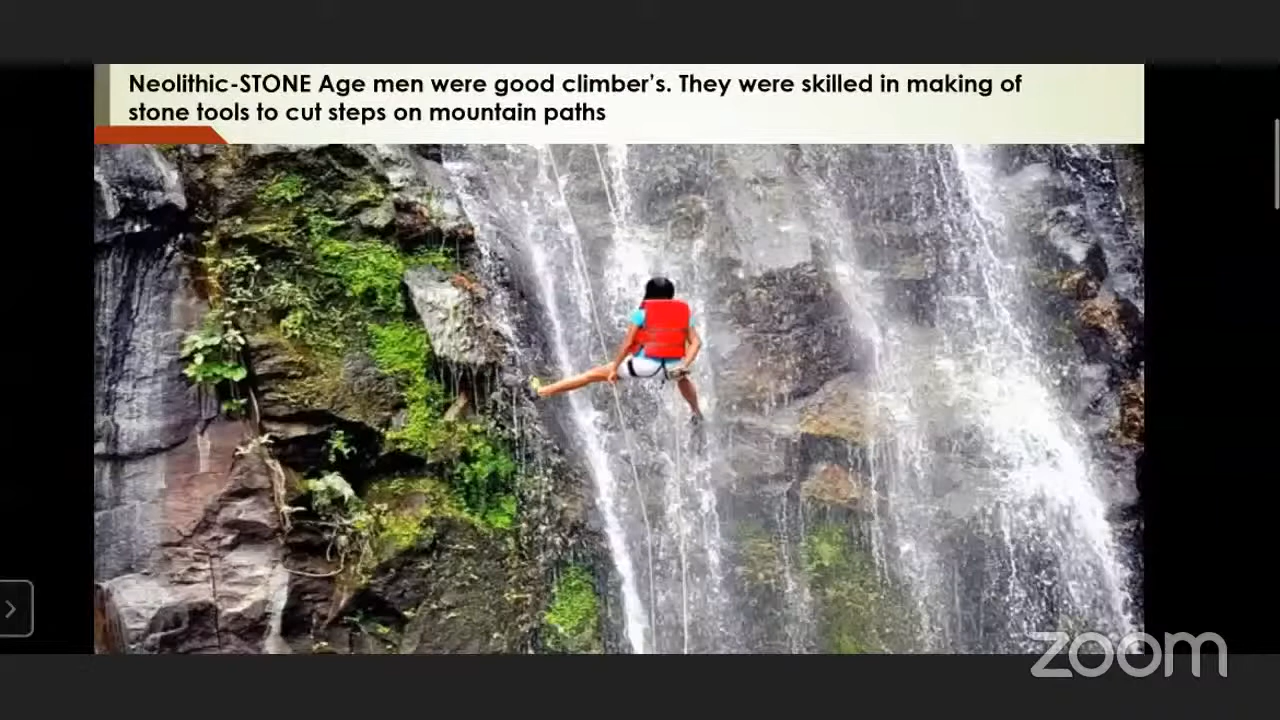 Neolithic-STONE Age men were good climber's. They were skilled in making of
stone tools to cut steps on mountain paths
zoom